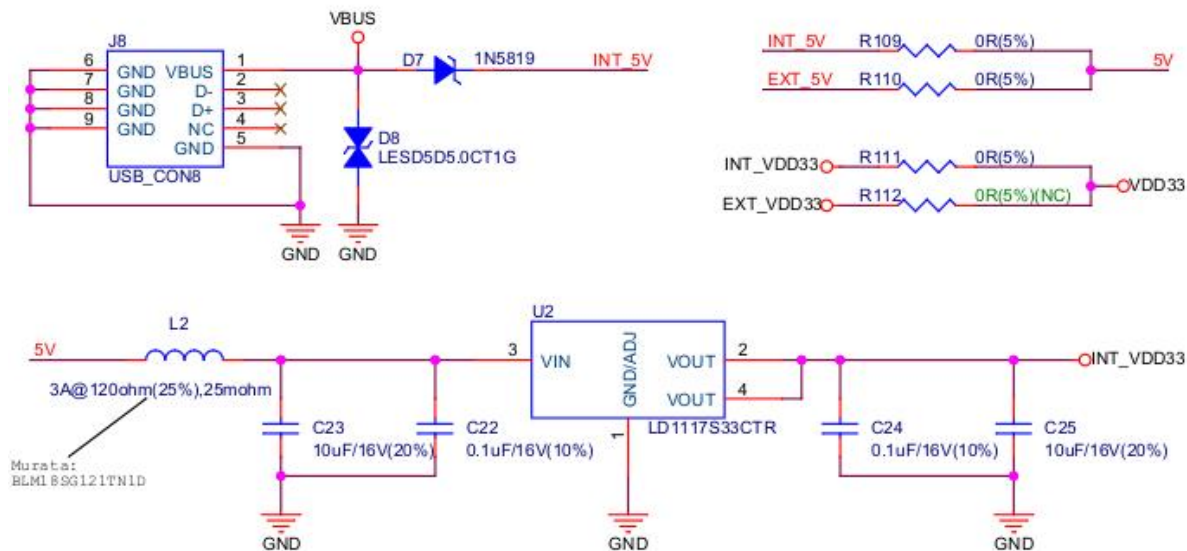 VBUS
J8
6 GND VBUS 1
7 GND D- 2
8 GND D+ 3
9 GND NC 4
GND 5
USB_CON8
D7 1N5819 INT_5V
D8
LESD5D5.0CT1G
GND GND
INT_5V R109 0R(5%) 5V
EXT_5V R110 0R(5%)
INT_VDD33 R111 0R(5%) VDD33
EXT_VDD33 R112 0R(5%)(NC)
5V L2
3A@120ohm(25%),25mohm
Murata:
BLM18SG121TN1D
C23
10uF/16V(20%)
C22
0.1uF/16V(10%)
GND
U2
3 VIN GND/ADJ VOUT 2
VOUT 4
1
LD1117S33CTR
GND
INT_VDD33
C24
0.1uF/16V(10%)
C25
10uF/16V(20%)
GND